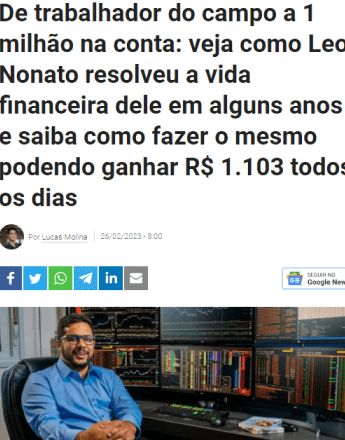 De trabalhador do campo a 1
milhão na conta: veja como Leo
Nonato resolveu a vida
financeira dele em alguns anos
e saiba como fazer o mesmo
podendo ganhar R$ 1.103 todos
os dias
Por Lucas Molina | 26/02/2023 - 8:00
SEGUIR NO
Google New